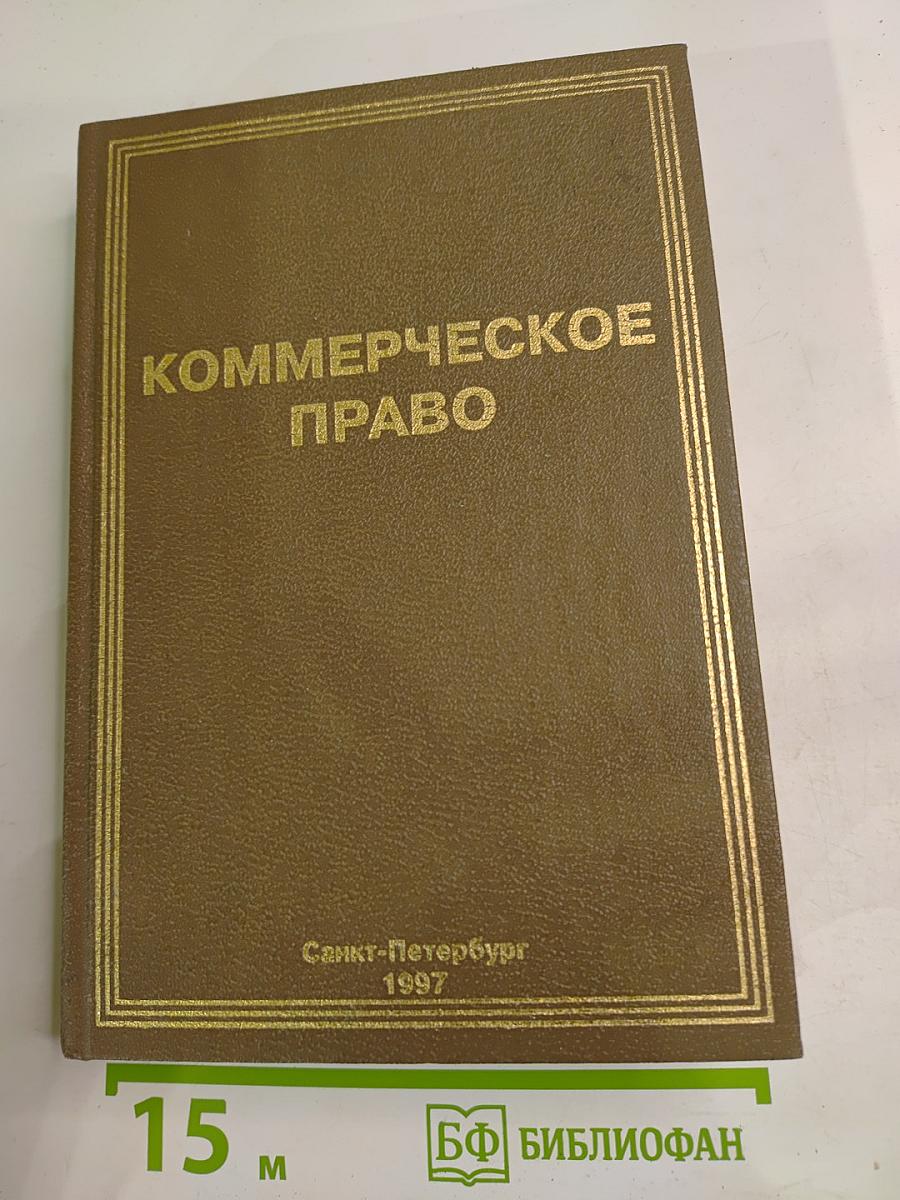 КОММЕРЧЕСКОЕ
ПРАВО
Санкт-Петербург
1997
15 м
БФ БИБЛИОФАН